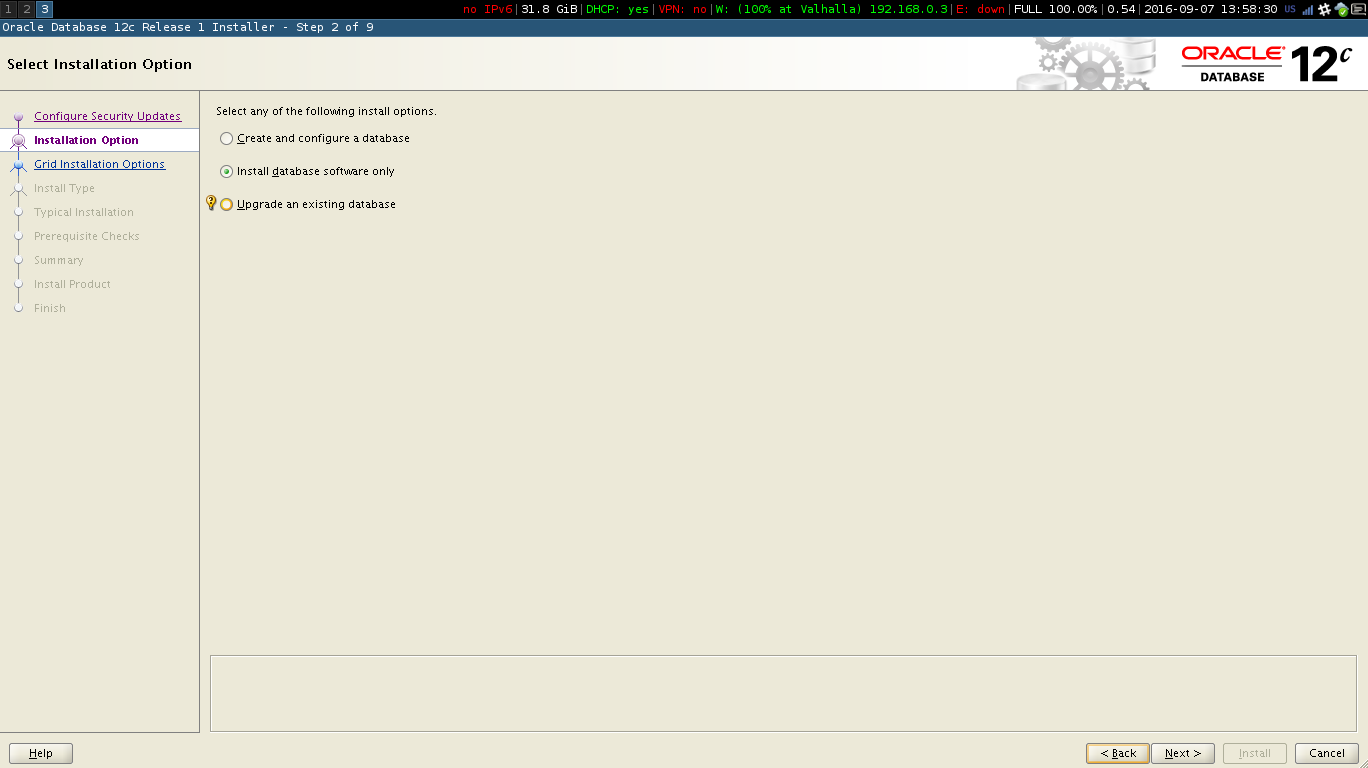 1 2 3 no IPv6|31.8 GiB|DHCP: yes|VPN: no|W: (100% at Valhalla) 192.168.0.3|E: down|FULL 100.00%|0.54|2016-09-07 13:58:30 US
Oracle Database 12c Release 1 Installer - Step 2 of 9
Select Installation Option
ORACLE®
DATABASE
12c
Configure Security Updates
Installation Option
Grid Installation Options
Install Type
Typical Installation
Prerequisite Checks
Summary
Install Product
Finish
Select any of the following install options.
Create and configure a database
Install database software only
Upgrade an existing database
Help
< Back
Next >
Install
Cancel